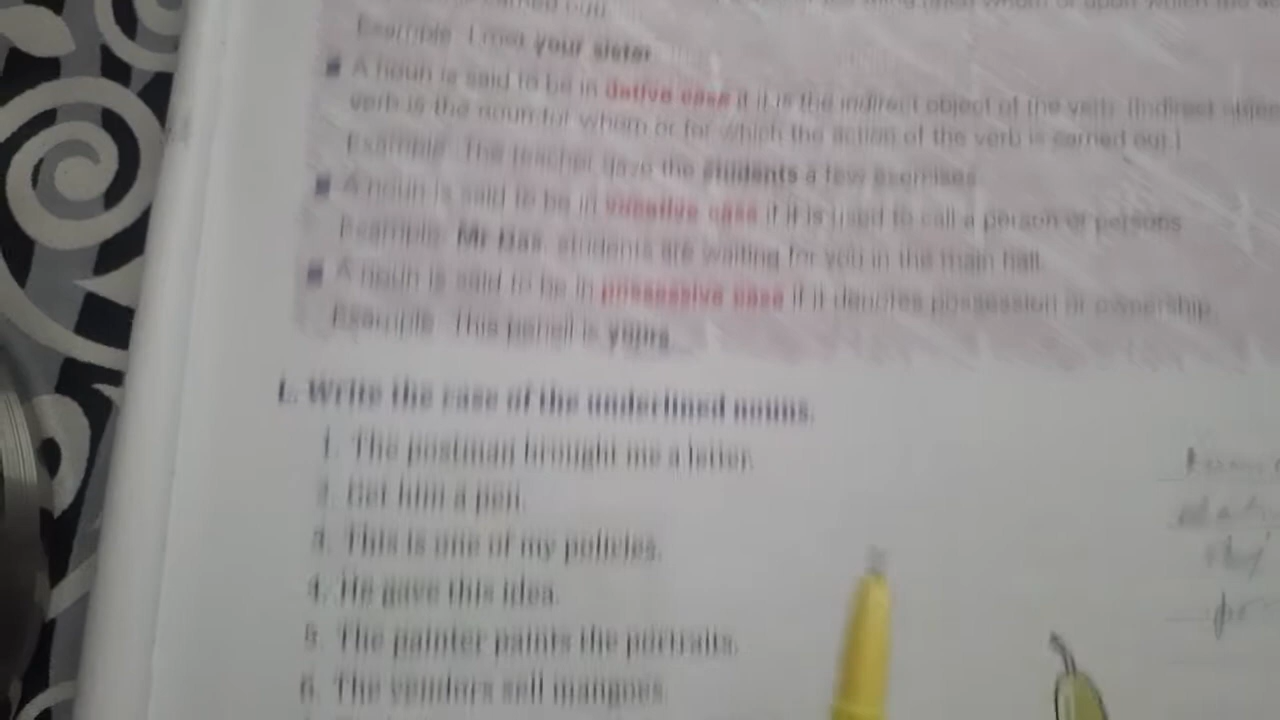 Example: I met your sister.
A noun is said to be in dative case if it is the indirect object of the verb. (Indirect
verb is the noun for whom or for which the action of the verb is carried out.)
Example: The teacher gave the students a few exercises.
A noun is said to be in vocative case if it is used to call a person or persons.
Example: Mr Das, students are waiting for you in the main hall.
A noun is said to be in possessive case if it denotes possession or ownership.
Example: This pencil is yours.
Write the case of the underlined nouns.
1. The postman brought me a letter.
2. Get him a pen.
3. This is one of my policies.
4. He gave this idea.
5. The painter paints the portraits.
6. The vendors sell mangoes.